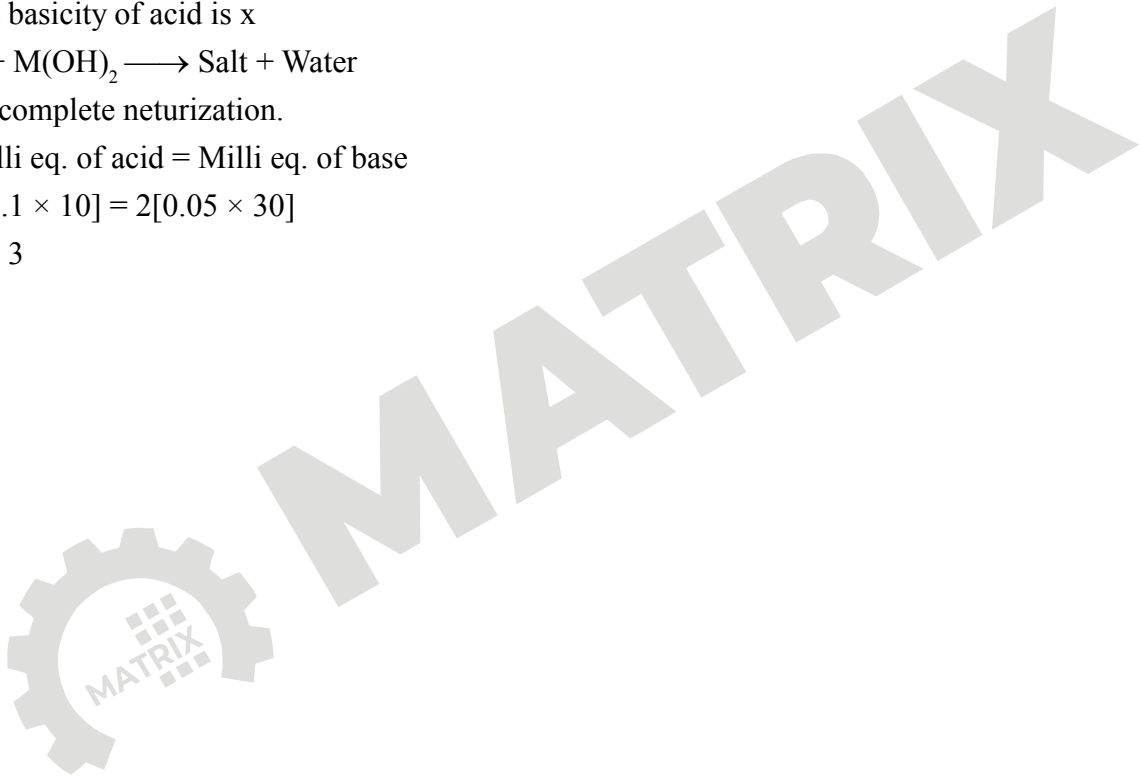 basicity of acid is x
- M(OH)₂ ⟶ Salt + Water
complete neturization.
lli eq. of acid = Milli eq. of base
.1 × 10] = 2[0.05 × 30]
3
MATRIX
MATRIX